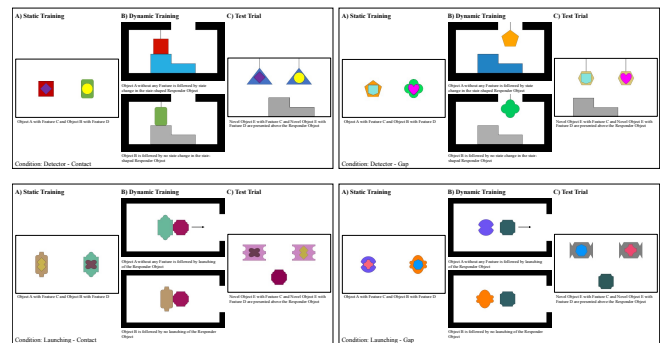 A) Static Training
B) Dynamic Training
C) Test Trial
Object A with Feature C and Object B with Feature D
Object A without any Feature is followed by state
change in the stair-shaped Responder Object
Object B is followed by no state change in the stair-
shaped Responder Object
Novel Object E with Feature C and Novel Object E with
Feature D are presented above the Responder Object
Condition: Detector - Contact
A) Static Training
B) Dynamic Training
C) Test Trial
Object A with Feature C and Object B with Feature D
Object A without any Feature is followed by state
change in the stair-shaped Responder Object
Object B is followed by no state change in the stair-
shaped Responder Object
Novel Object E with Feature C and Novel Object E with
Feature D are presented above the Responder Object
Condition: Detector - Gap
A) Static Training
B) Dynamic Training
C) Test Trial
Object A with Feature C and Object B with Feature D
Object A without any Feature is followed by launching
of the Responder Object
Object B is followed by no launching of the Responder
Object
Novel Object E with Feature C and Novel Object E with
Feature D are presented above the Responder Object
Condition: Launching - Contact
A) Static Training
B) Dynamic Training
C) Test Trial
Object A with Feature C and Object B with Feature D
Object A without any Feature is followed by launching
of the Responder Object
Object B is followed by no launching of the Responder
Object
Novel Object E with Feature C and Novel Object E with
Feature D are presented above the Responder Object
Condition: Launching - Gap